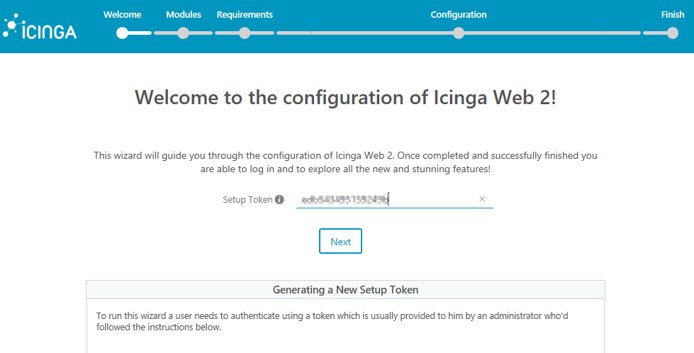 Welcome Modules Requirements Configuration Finish
ICINGA
Welcome to the configuration of Icinga Web 2!
This wizard will guide you through the configuration of Icinga Web 2. Once completed and successfully finished you
are able to log in and to explore all the new and stunning features!
Setup Token
Next
Generating a New Setup Token
To run this wizard a user needs to authenticate using a token which is usually provided to him by an administrator who'd
followed the instructions below.